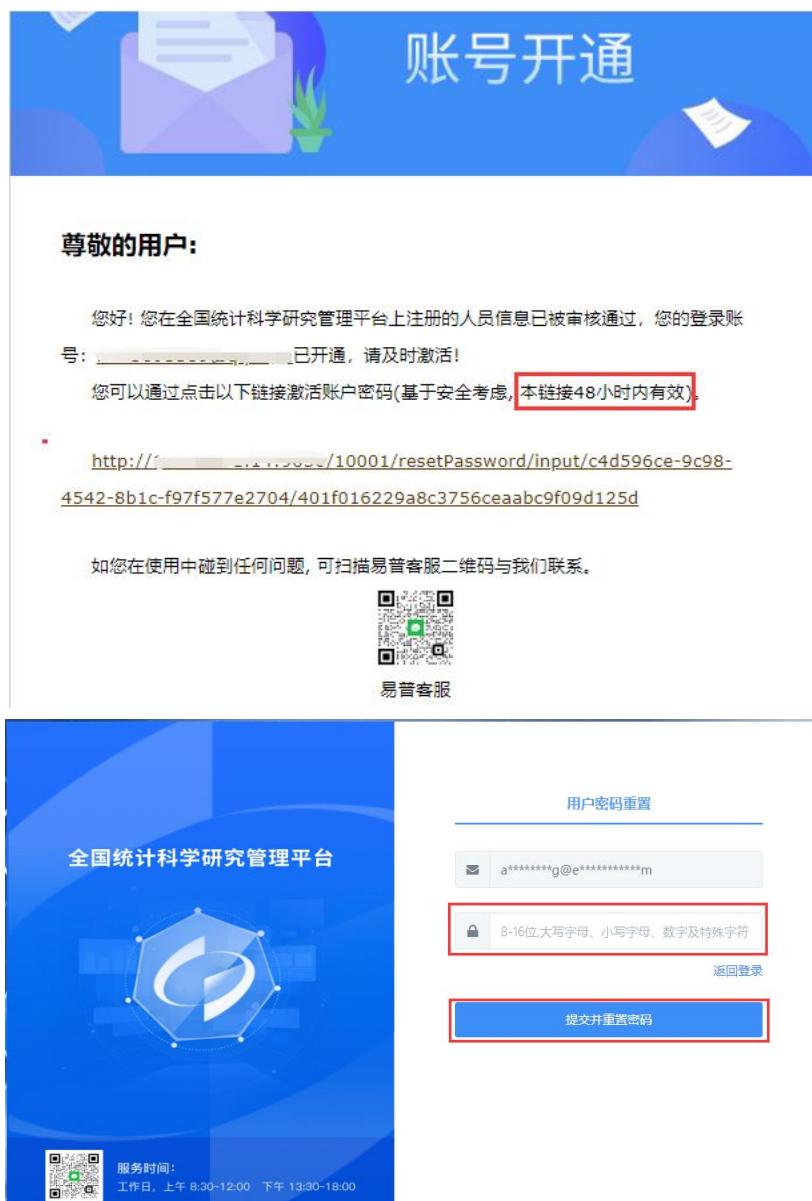 账号开通
尊敬的用户:
您好! 您在全国统计科学研究管理平台上注册的人员信息已被审核通过, 您的登录账
号: 已开通, 请及时激活!
您可以通过点击以下链接激活账户密码(基于安全考虑, 本链接48小时内有效)。
http:// /10001/resetPassword/input/c4d596ce-9c98-
4542-8b1c-f97f577e2704/401f016229a8c3756ceaabc9f09d125d
如您在使用中碰到任何问题, 可扫描易普客服二维码与我们联系。
易普客服
全国统计科学研究管理平台
服务时间:
工作日, 上午 8:30-12:00 下午 13:30-18:00
用户密码重置
a********g@e***********m
8-16位,大写字母、小写字母、数字及特殊字符
返回登录
提交并重置密码